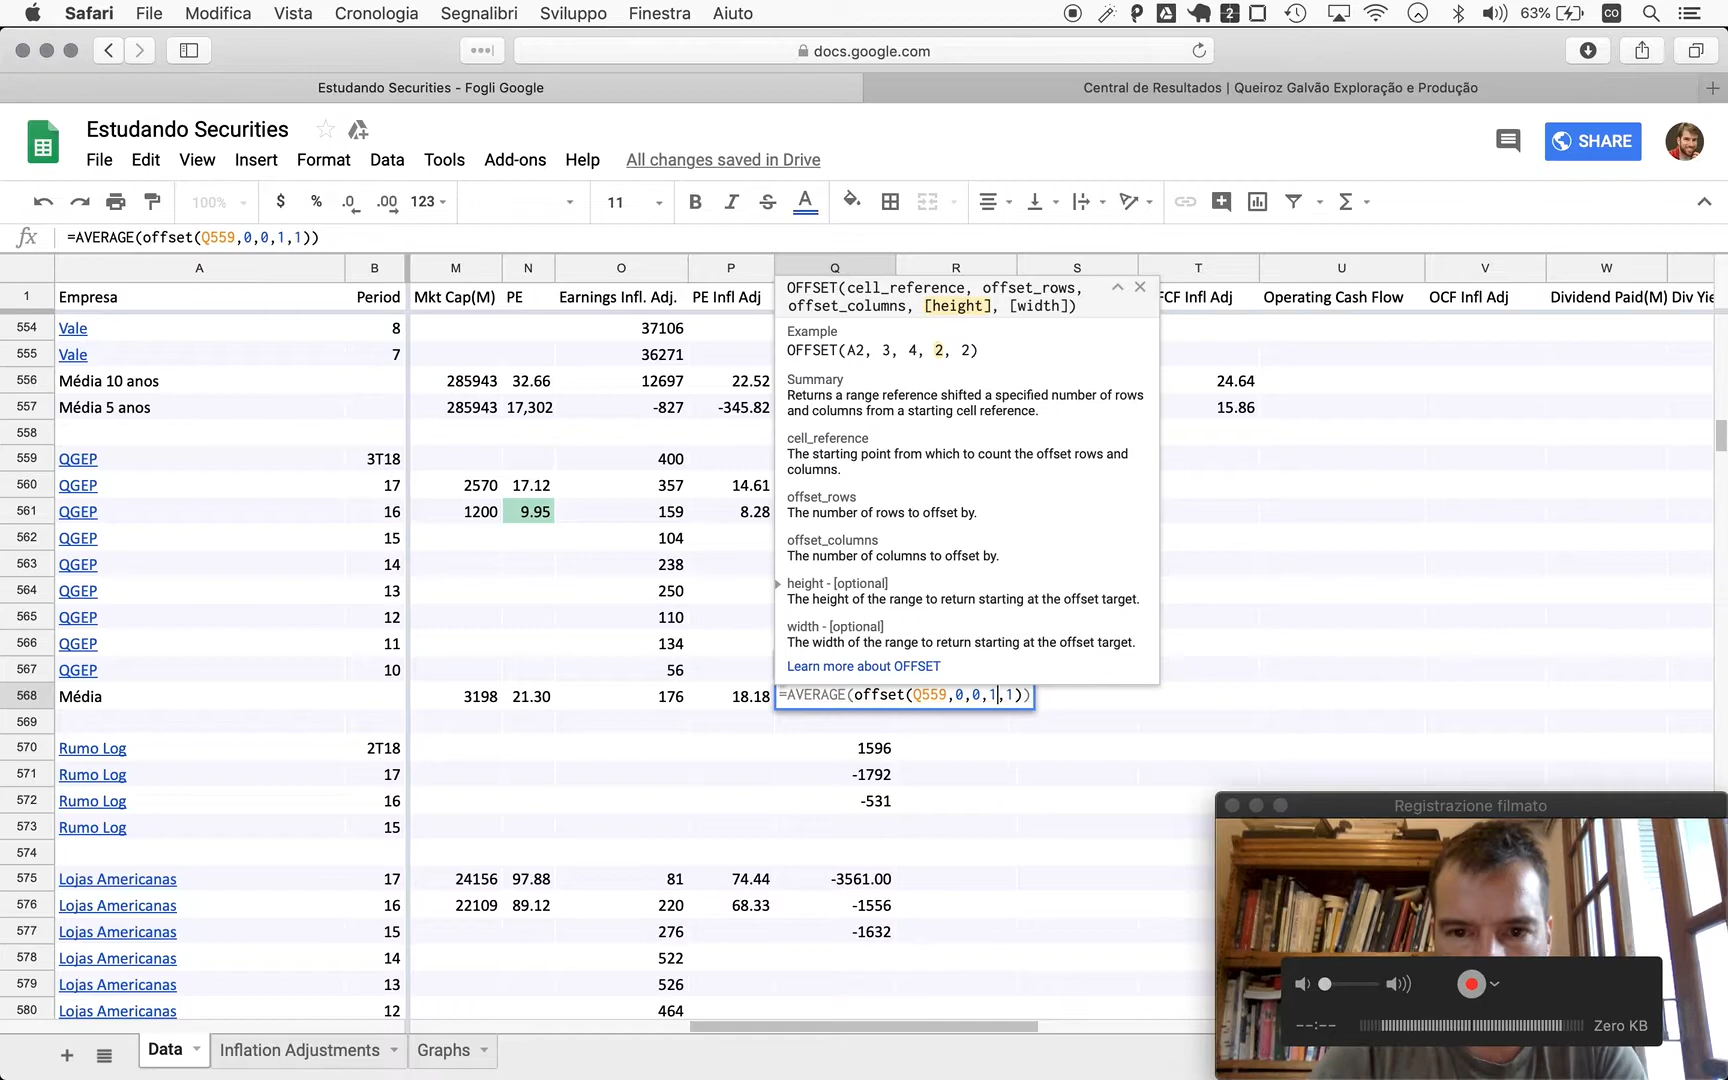 Safari File Modifica Vista Cronologia Segnalibri Sviluppo Finestra Aiuto 2 63% CO
docs.google.com
Estudando Securities - Fogli Google Central de Resultados | Queiroz Galvão Exploração e Produção
Estudando Securities
SHARE
File Edit View Insert Format Data Tools Add-ons Help All changes saved in Drive
100% $ % .0 .00 123 11 B I S A
fx =AVERAGE(offset(Q559,0,0,1,1))
A B M N O P Q R S T U V W
1 Empresa Period Mkt Cap(M) PE Earnings Infl. Adj. PE Infl Adj FCF Infl Adj Operating Cash Flow OCF Infl Adj Dividend Paid(M) Div Yie
OFFSET(cell_reference, offset_rows,
offset_columns, [height], [width])
Example
OFFSET(A2, 3, 4, 2, 2)
Summary
Returns a range reference shifted a specified number of rows
and columns from a starting cell reference.
cell_reference
The starting point from which to count the offset rows and
columns.
offset_rows
The number of rows to offset by.
offset_columns
The number of columns to offset by.
height - [optional]
The height of the range to return starting at the offset target.
width - [optional]
The width of the range to return starting at the offset target.
Learn more about OFFSET
554 Vale 8 37106
555 Vale 7 36271
556 Média 10 anos 285943 32.66 12697 22.52 24.64
557 Média 5 anos 285943 17,302 -827 -345.82 15.86
558
559 QGEP 3T18 400
560 QGEP 17 2570 17.12 357 14.61
561 QGEP 16 1200 9.95 159 8.28
562 QGEP 15 104
563 QGEP 14 238
564 QGEP 13 250
565 QGEP 12 110
566 QGEP 11 134
567 QGEP 10 56
568 Média 3198 21.30 176 18.18 =AVERAGE(offset(Q559,0,0,1,1))
569
570 Rumo Log 2T18 1596
571 Rumo Log 17 -1792
572 Rumo Log 16 -531
573 Rumo Log 15
574
575 Lojas Americanas 17 24156 97.88 81 74.44 -3561.00
576 Lojas Americanas 16 22109 89.12 220 68.33 -1556
577 Lojas Americanas 15 276 -1632
578 Lojas Americanas 14 522
579 Lojas Americanas 13 526
580 Lojas Americanas 12 464
Registrazione filmato
--:-- Zero KB
Data Inflation Adjustments Graphs